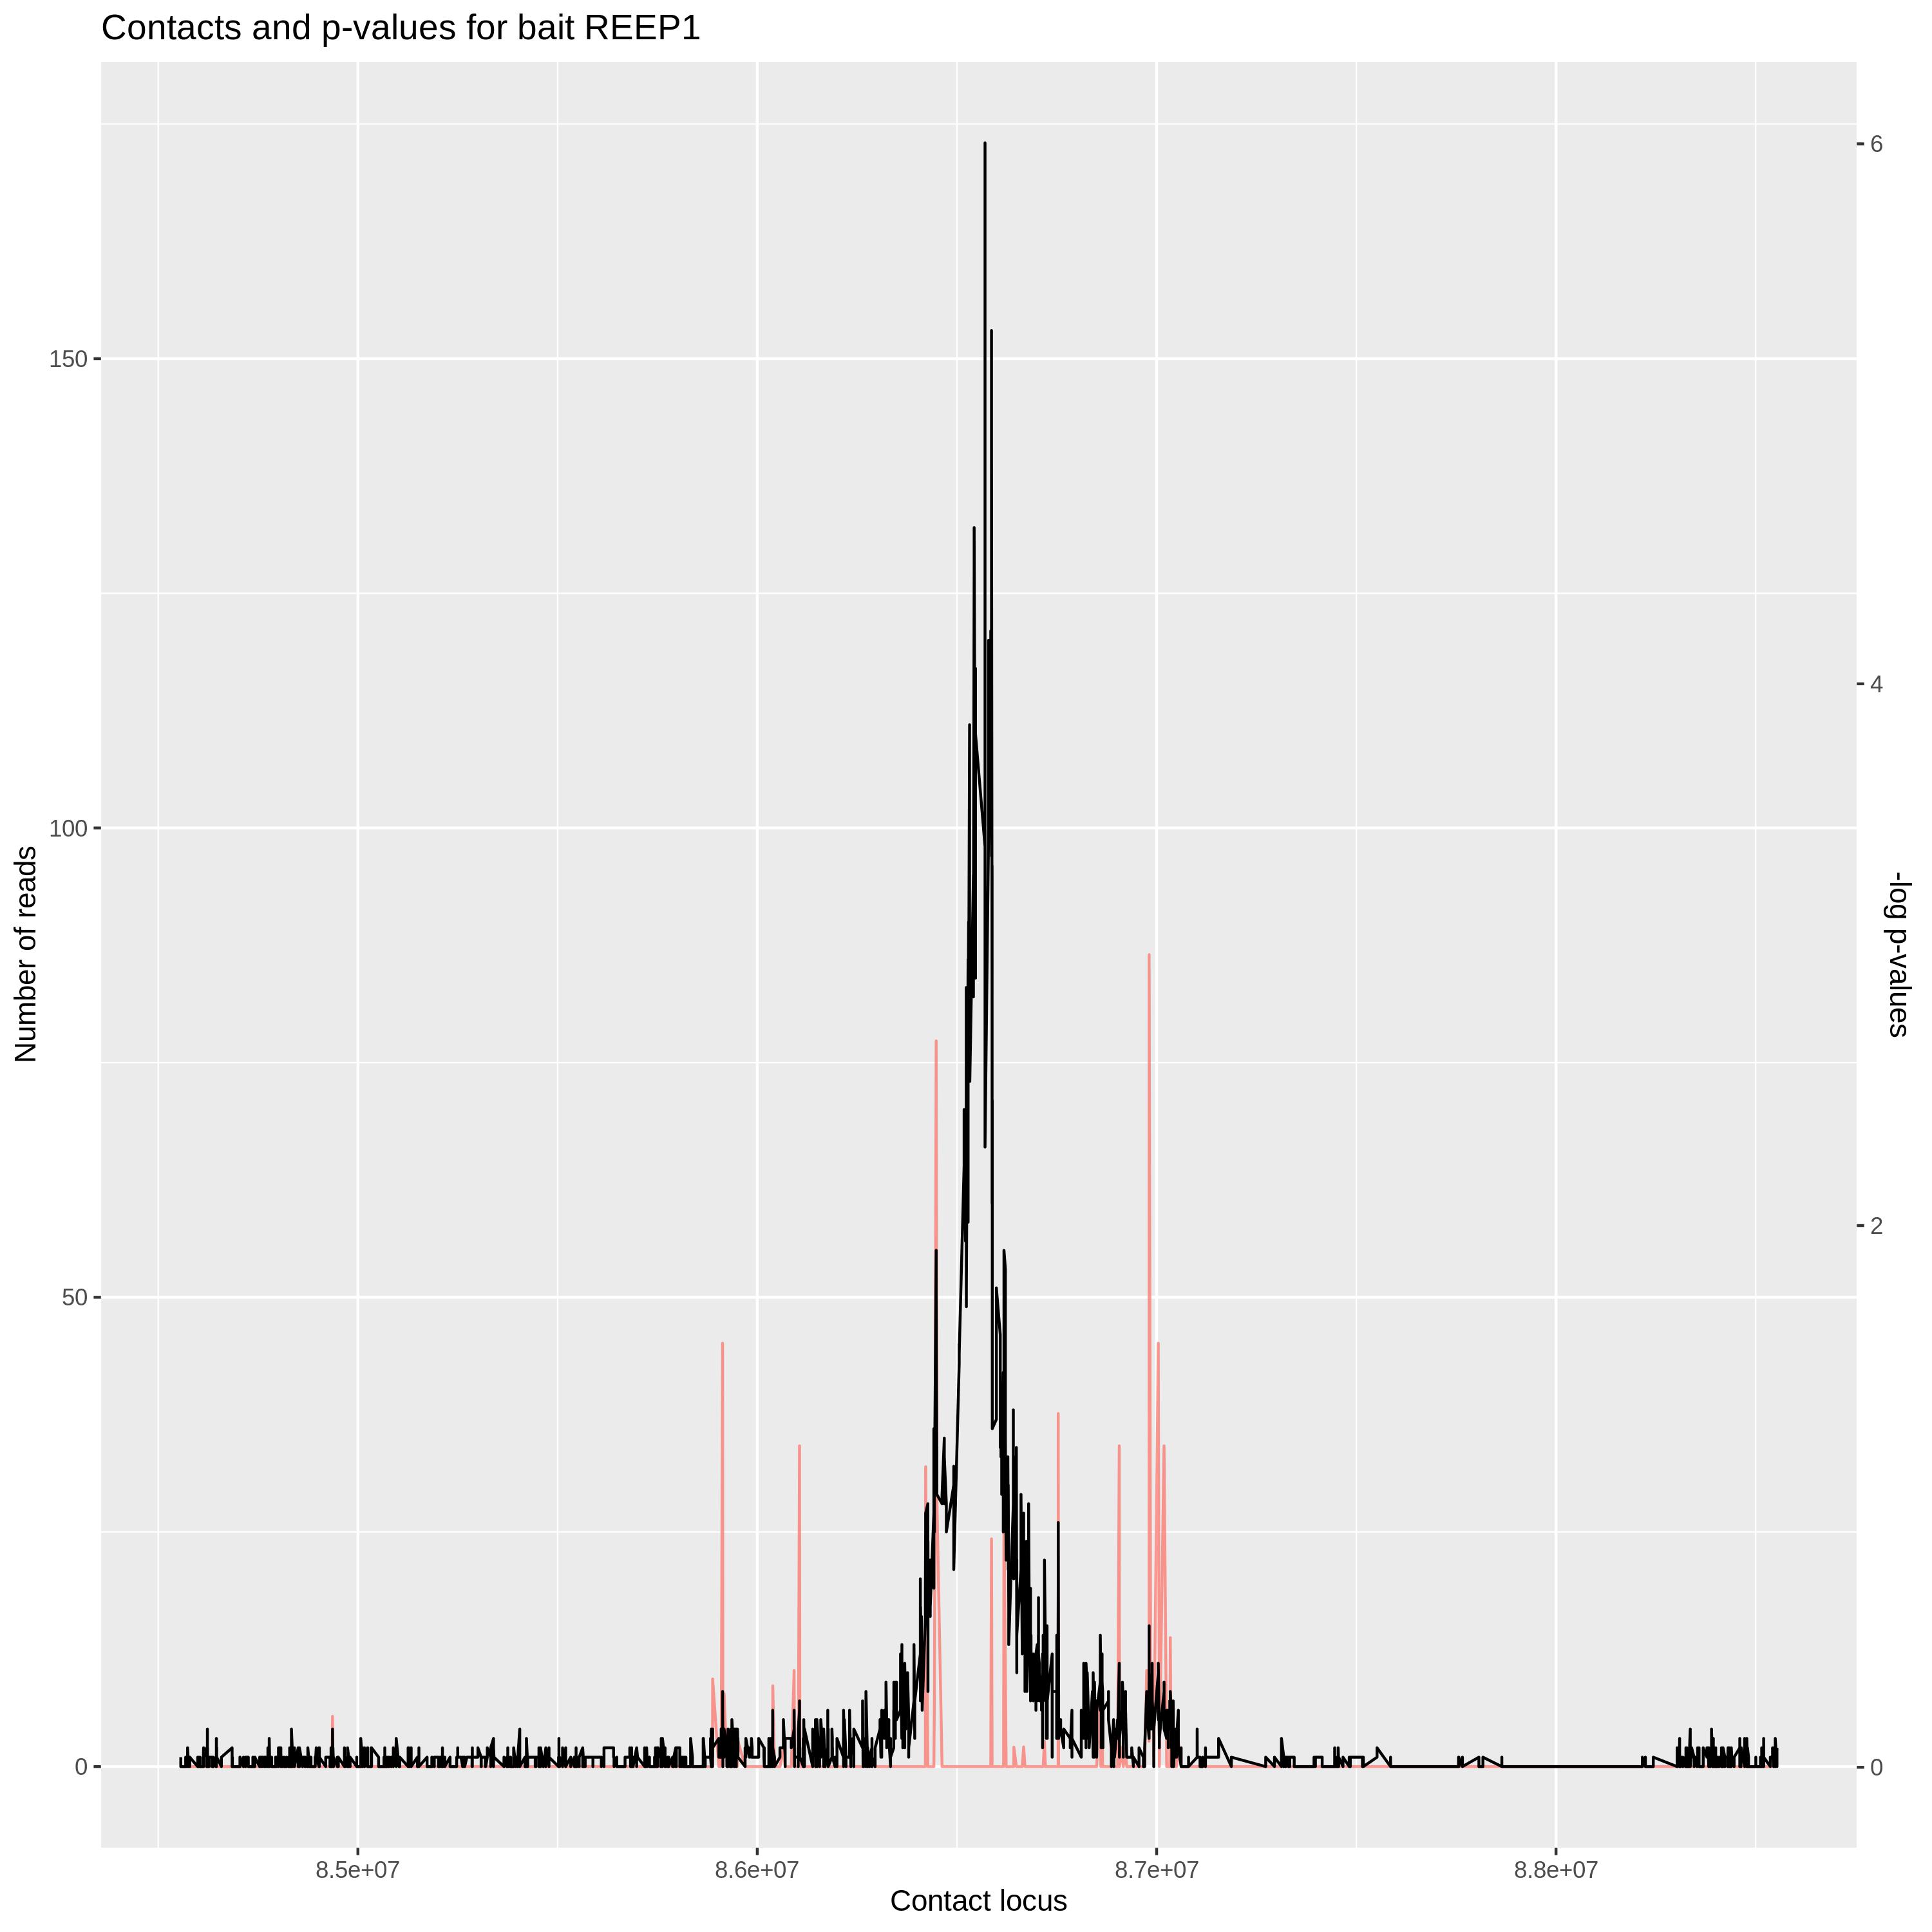 Contacts and p-values for bait REEP1
6
150
4
100
Number of reads
-log p-values
2
50
0
0
8.5e+07
8.6e+07
8.7e+07
8.8e+07
Contact locus